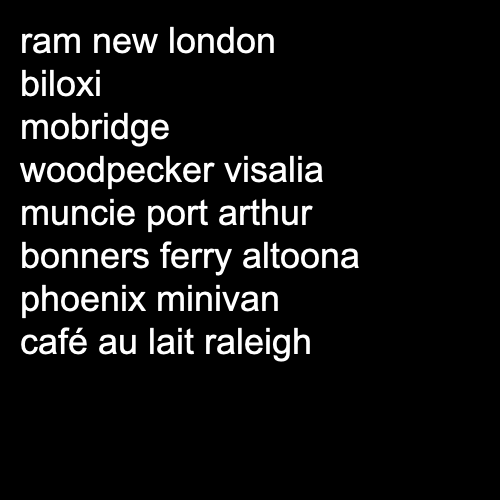 ram new london
biloxi
mobridge
woodpecker visalia
muncie port arthur
bonners ferry altoona
phoenix minivan
café au lait raleigh